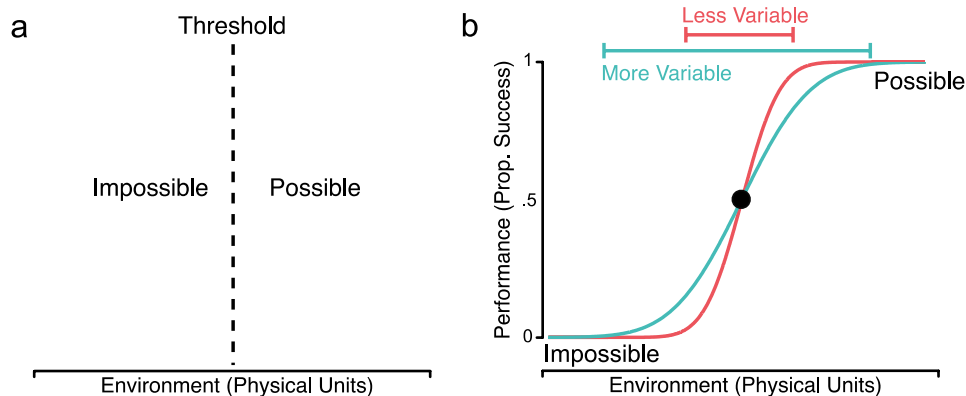 a
Threshold
Impossible
Possible
Environment (Physical Units)
b
Less Variable
More Variable
Performance (Prop. Success)
1
.5
0
Possible
Impossible
Environment (Physical Units)